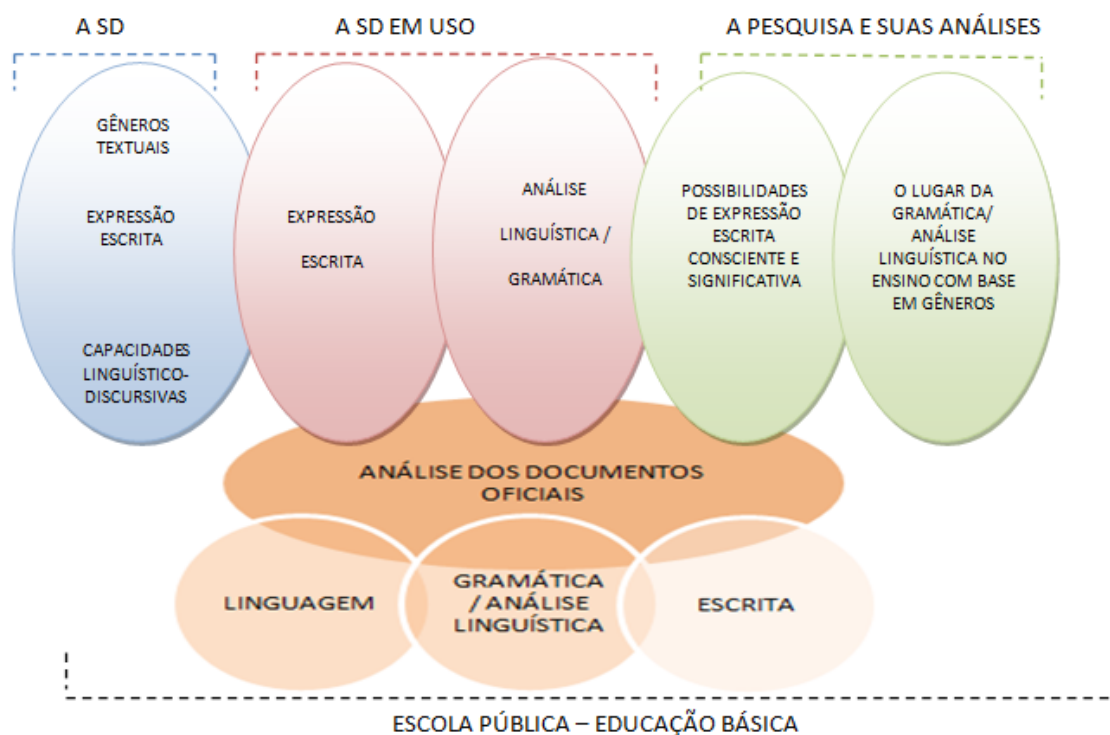 A SD
A SD EM USO
A PESQUISA E SUAS ANÁLISES
GÊNEROS
TEXTUAIS
EXPRESSÃO
ESCRITA
CAPACIDADES
LINGUÍSTICO-
DISCURSIVAS
EXPRESSÃO
ESCRITA
ANÁLISE
LINGUÍSTICA /
GRAMÁTICA
POSSIBILIDADES
DE EXPRESSÃO
ESCRITA
CONSCIENTE E
SIGNIFICATIVA
O LUGAR DA
GRAMÁTICA/
ANÁLISE
LINGUÍSTICA NO
ENSINO COM BASE
EM GÊNEROS
ANÁLISE DOS DOCUMENTOS
OFICIAIS
LINGUAGEM
GRAMÁTICA
/ ANÁLISE
LINGUÍSTICA
ESCRITA
ESCOLA PÚBLICA – EDUCAÇÃO BÁSICA